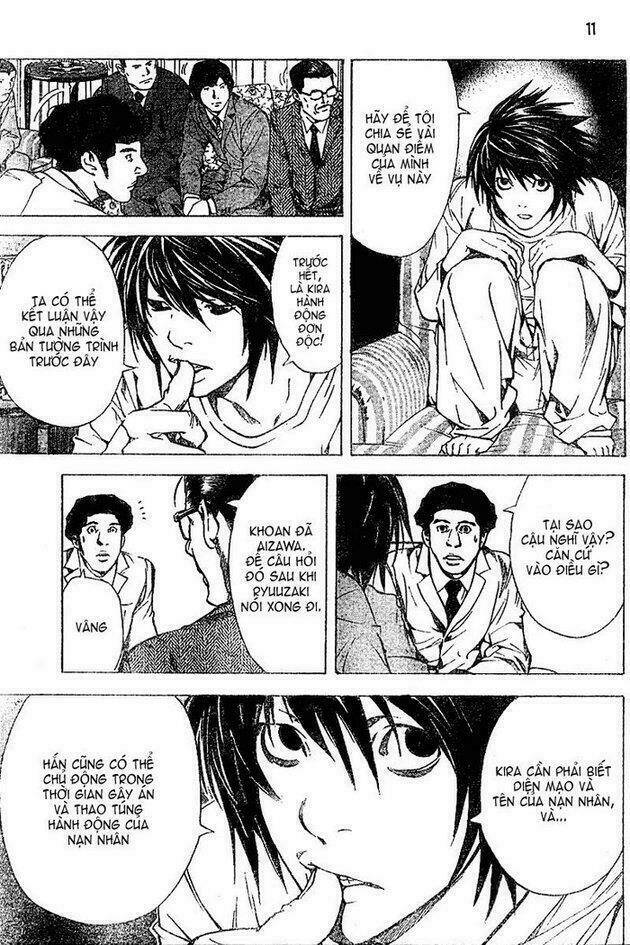 11
HÃY ĐỂ TÔI
CHIA SẺ VÀI
QUAN ĐIỂM
CỦA MÌNH
VỀ VỤ NÀY
TRƯỚC
HẾT,
LÀ KIRA
HÀNH
ĐỘNG
ĐƠN
ĐỘC!
TA CÓ THỂ
KẾT LUẬN VẬY
QUA NHỮNG
BẢN TƯỜNG TRÌNH
TRƯỚC ĐÂY
TẠI SAO
CẬU NGHĨ VẬY?
CĂN CỨ
VÀO ĐIỀU GÌ?
KHOAN ĐÃ
AIZAWA.
ĐỂ CÂU HỎI
ĐÓ SAU KHI
RYUUZAKI
NÓI XONG ĐI.
VÂNG
KIRA CẦN PHẢI BIẾT
DIỆN MẠO VÀ
TÊN CỦA NẠN NHÂN,
VÀ...
HẮN CŨNG CÓ THỂ
CHỦ ĐỘNG TRONG
THỜI GIAN GÂY ÁN
VÀ THAO TÚNG
HÀNH ĐỘNG CỦA
NẠN NHÂN